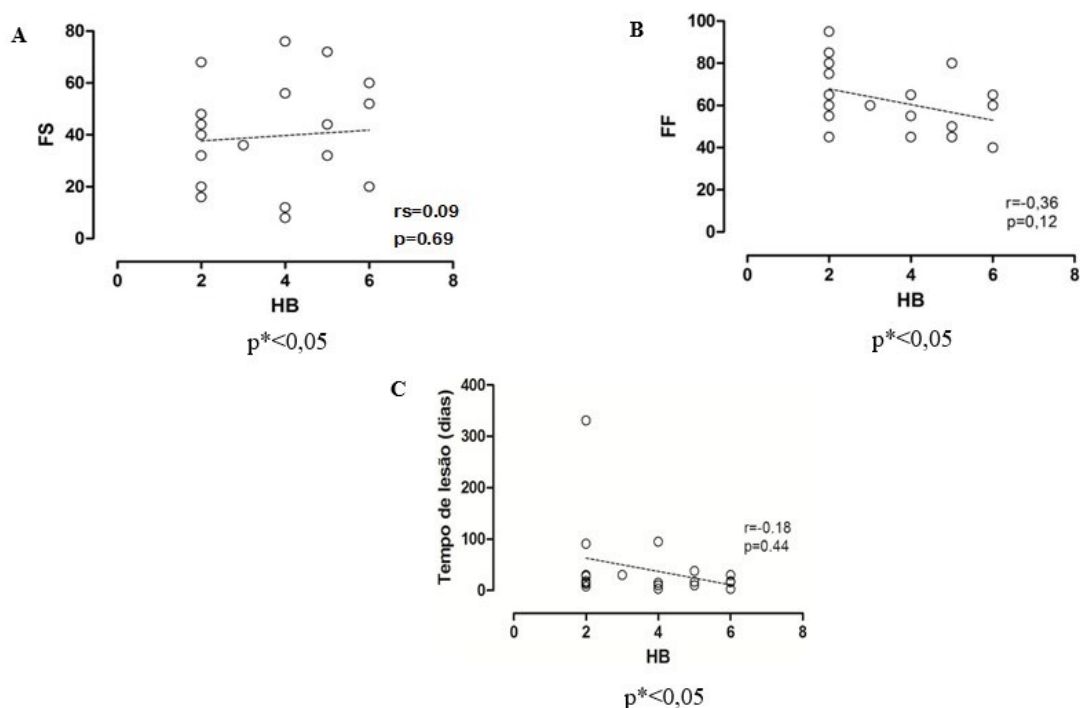 A
80
60
40
20
0
FS
rs=0.09
p=0.69
0 2 4 6 8
HB
p*<0,05
B
100
80
60
40
20
0
FF
r=-0,36
p=0,12
0 2 4 6 8
HB
p*<0,05
C
400
300
200
100
0
Tempo de lesão (dias)
r=-0.18
p=0.44
0 2 4 6 8
HB
p*<0,05